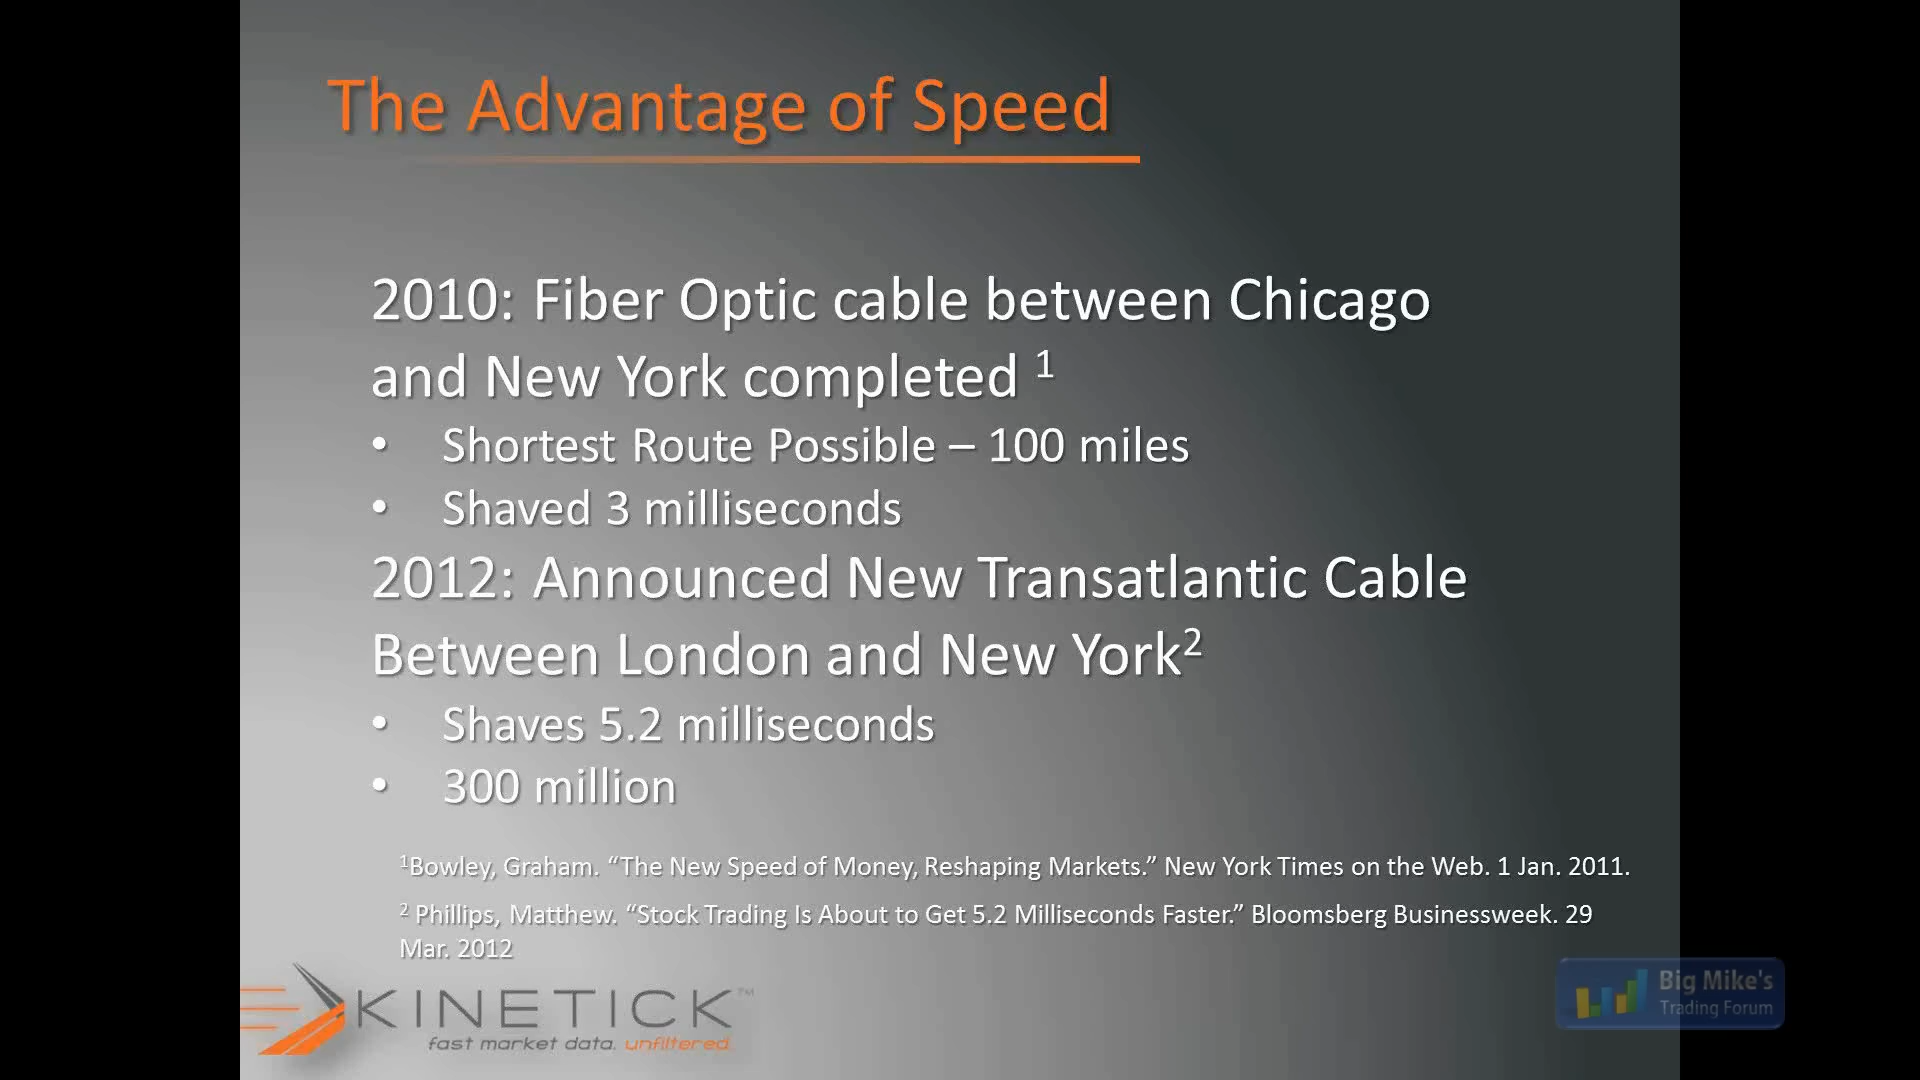 The Advantage of Speed
2010: Fiber Optic cable between Chicago
and New York completed 1
• Shortest Route Possible – 100 miles
• Shaved 3 milliseconds
2012: Announced New Transatlantic Cable
Between London and New York2
• Shaves 5.2 milliseconds
• 300 million
1Bowley, Graham. “The New Speed of Money, Reshaping Markets.” New York Times on the Web. 1 Jan. 2011.
2 Phillips, Matthew. “Stock Trading Is About to Get 5.2 Milliseconds Faster.” Bloomsberg Businessweek. 29
Mar. 2012
KINETICK™
fast market data. unfiltered.
Big Mike's
Trading Forum